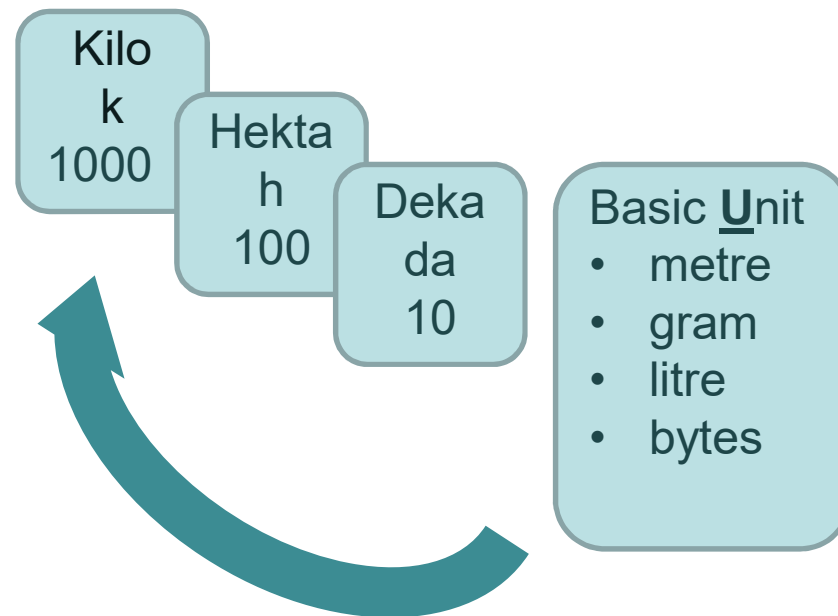 Kilo
k
1000
Hekta
h
100
Deka
da
10
Basic Unit
• metre
• gram
• litre
• bytes